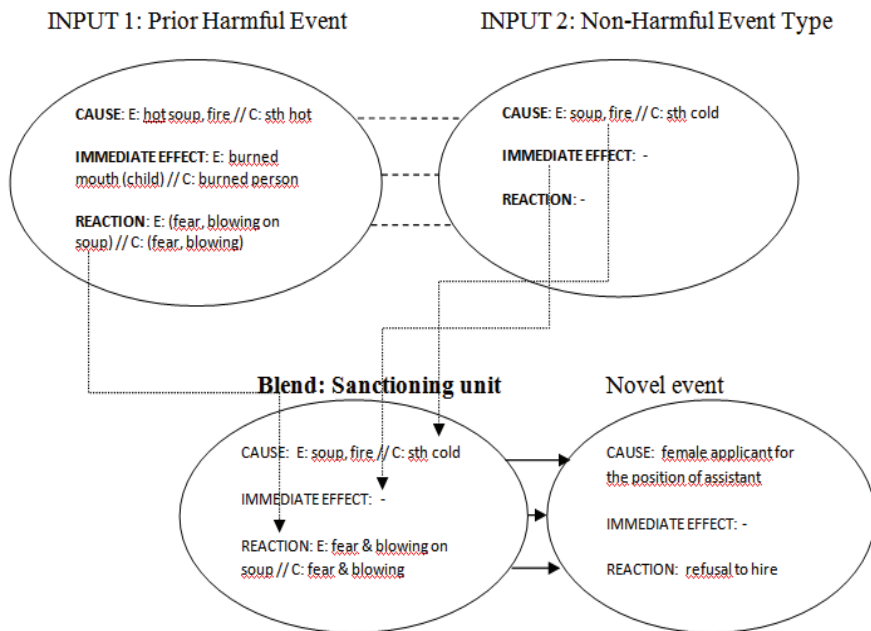 INPUT 1: Prior Harmful Event
INPUT 2: Non-Harmful Event Type
CAUSE: E: hot soup, fire // C: sth hot
IMMEDIATE EFFECT: E: burned
mouth (child) // C: burned person
REACTION: E: (fear, blowing on
soup) // C: (fear, blowing)
CAUSE: E: soup, fire // C: sth cold
IMMEDIATE EFFECT: -
REACTION: -
Blend: Sanctioning unit
Novel event
CAUSE: E: soup, fire // C: sth cold
IMMEDIATE EFFECT: -
REACTION: E: fear & blowing on
soup // C: fear & blowing
CAUSE: female applicant for
the position of assistant
IMMEDIATE EFFECT: -
REACTION: refusal to hire